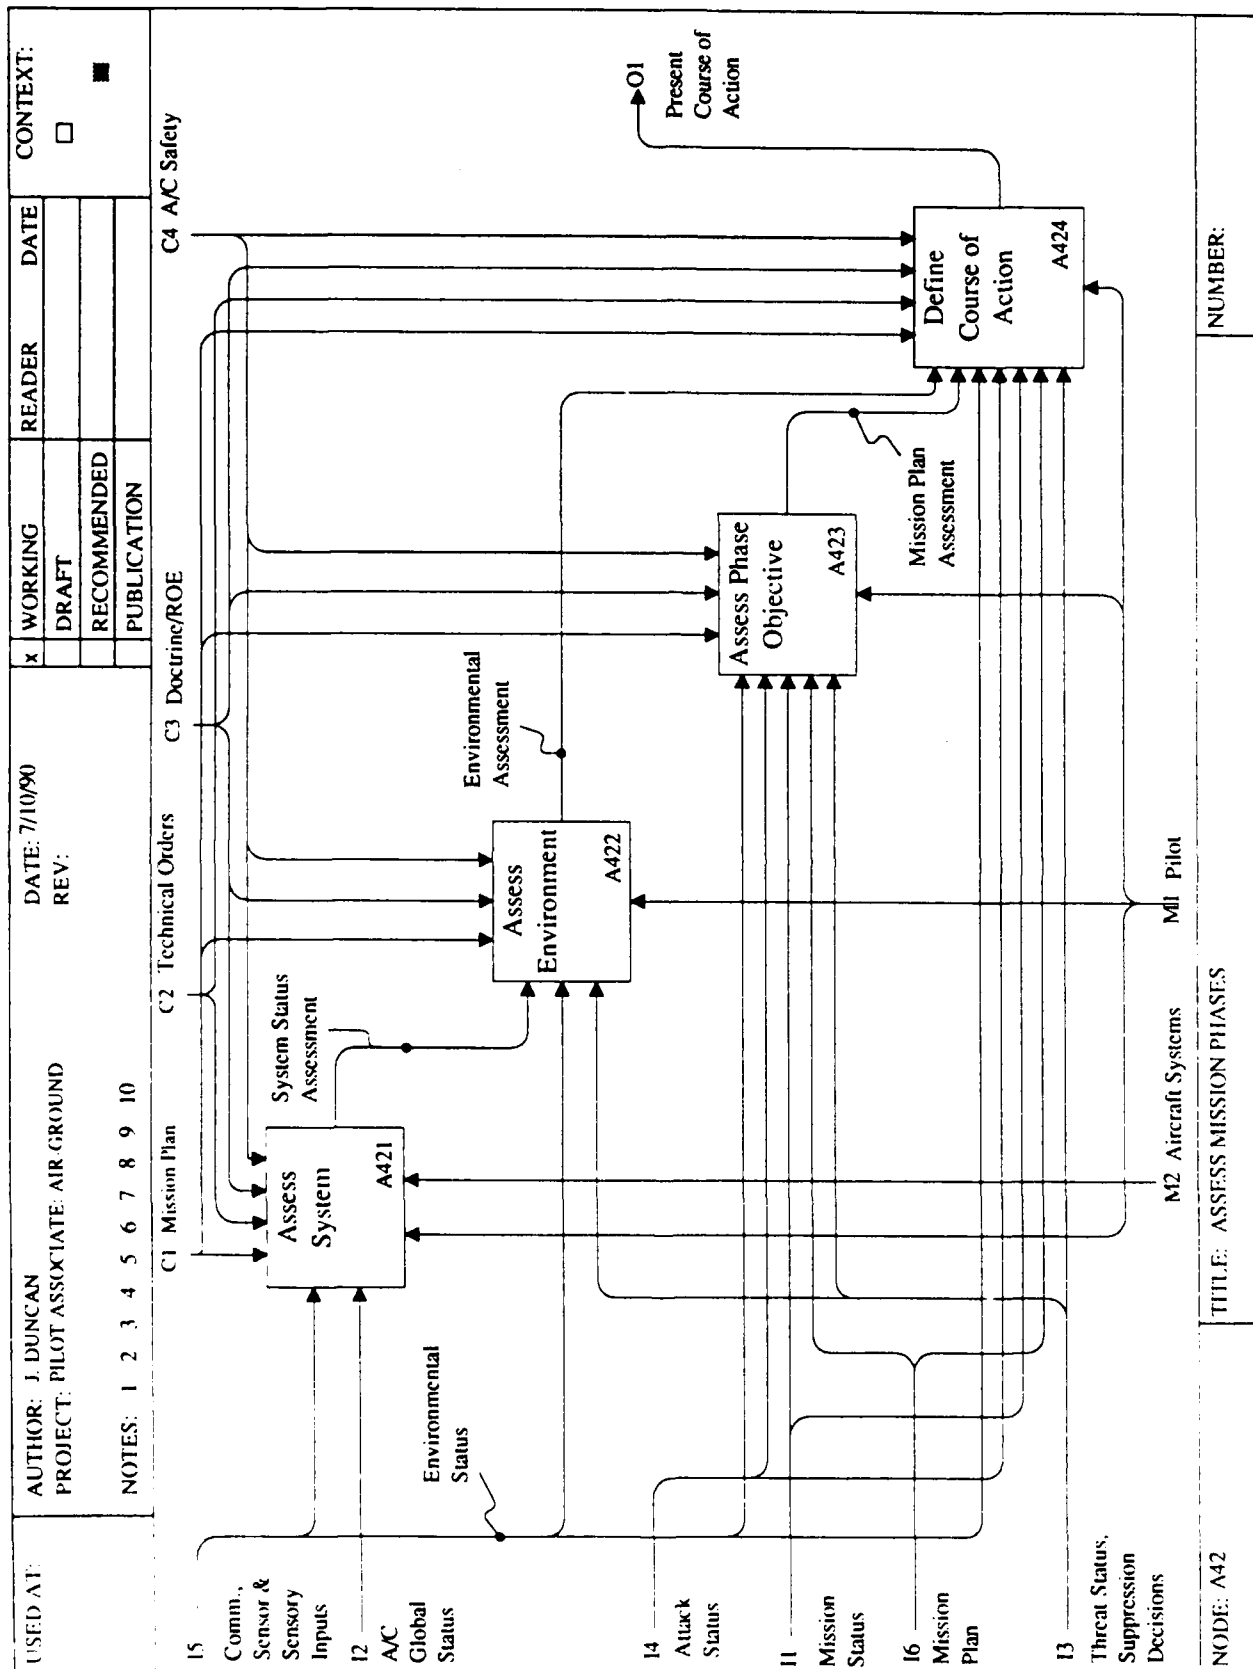 USED AT:
AUTHOR: J. DUNCAN
PROJECT: PILOT ASSOCIATE: AIR-GROUND
NOTES: 1 2 3 4 5 6 7 8 9 10
DATE: 7/10/90
REV:
x WORKING
DRAFT
RECOMMENDED
PUBLICATION
READER DATE
CONTEXT:
C1 Mission Plan
C2 Technical Orders
C3 Doctrine/ROE
C4 A/C Safety
I5
Comm.,
Sensor &
Sensory
Inputs
I2
A/C
Global
Status
I4
Attack
Status
I1
Mission
Status
I6
Mission
Plan
I3
Threat Status,
Suppression
Decisions
Environmental
Status
Assess
System
A421
System Status
Assessment
Assess
Environment
A422
Environmental
Assessment
Assess Phase
Objective
A423
Mission Plan
Assessment
Define
Course of
Action
A424
O1
Present
Course of
Action
M2 Aircraft Systems
M1 Pilot
NODE: A42
TITLE: ASSESS MISSION PHASES
NUMBER: